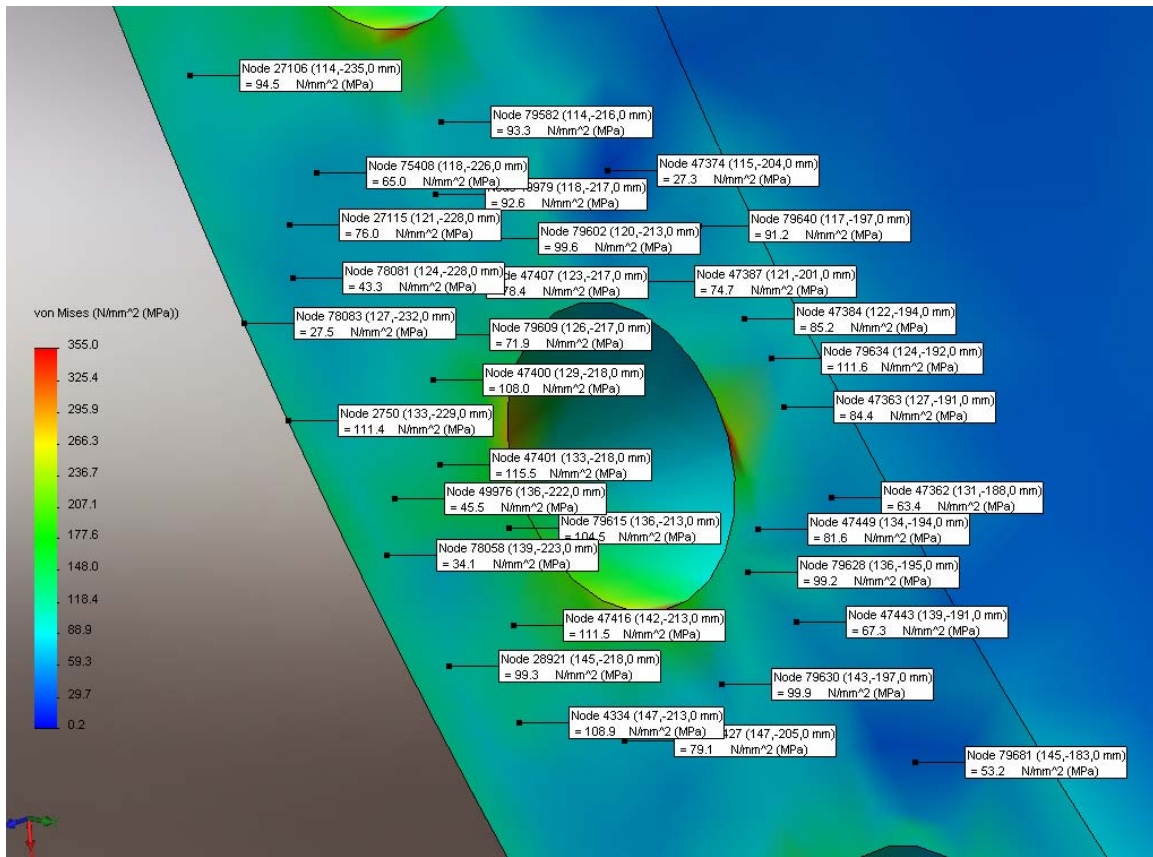 Node 27106 (114,-235,0 mm)
= 94.5 N/mm^2 (MPa)
Node 79582 (114,-216,0 mm)
= 93.3 N/mm^2 (MPa)
Node 75408 (118,-226,0 mm)
= 65.0 N/mm^2 (MPa)
Node 47374 (115,-204,0 mm)
= 27.3 N/mm^2 (MPa)
(118,-217,0 mm)
= 92.6 N/mm^2 (MPa)
Node 27115 (121,-228,0 mm)
= 76.0 N/mm^2 (MPa)
Node 79602 (120,-213,0 mm)
= 99.6 N/mm^2 (MPa)
Node 79640 (117,-197,0 mm)
= 91.2 N/mm^2 (MPa)
Node 78081 (124,-228,0 mm)
= 43.3 N/mm^2 (MPa)
47407 (123,-217,0 mm)
78.4 N/mm^2 (MPa)
Node 47387 (121,-201,0 mm)
= 74.7 N/mm^2 (MPa)
von Mises (N/mm^2 (MPa))
355.0
325.4
295.9
266.3
236.7
207.1
177.6
148.0
118.4
88.9
59.3
29.7
0.2
Node 78083 (127,-232,0 mm)
= 27.5 N/mm^2 (MPa)
Node 79609 (126,-217,0 mm)
= 71.9 N/mm^2 (MPa)
Node 47384 (122,-194,0 mm)
= 85.2 N/mm^2 (MPa)
Node 79634 (124,-192,0 mm)
= 111.6 N/mm^2 (MPa)
Node 47400 (129,-218,0 mm)
= 108.0 N/mm^2 (MPa)
Node 47363 (127,-191,0 mm)
= 84.4 N/mm^2 (MPa)
Node 2750 (133,-229,0 mm)
= 111.4 N/mm^2 (MPa)
Node 47401 (133,-218,0 mm)
= 115.5 N/mm^2 (MPa)
Node 49976 (136,-222,0 mm)
= 45.5 N/mm^2 (MPa)
Node 47362 (131,-188,0 mm)
= 63.4 N/mm^2 (MPa)
Node 79615 (136,-213,0 mm)
= 104.5 N/mm^2 (MPa)
Node 47449 (134,-194,0 mm)
= 81.6 N/mm^2 (MPa)
Node 78058 (139,-223,0 mm)
= 34.1 N/mm^2 (MPa)
Node 79628 (136,-195,0 mm)
= 99.2 N/mm^2 (MPa)
Node 47416 (142,-213,0 mm)
= 111.5 N/mm^2 (MPa)
Node 47443 (139,-191,0 mm)
= 67.3 N/mm^2 (MPa)
Node 28921 (145,-218,0 mm)
= 99.3 N/mm^2 (MPa)
Node 79630 (143,-197,0 mm)
= 99.9 N/mm^2 (MPa)
Node 4334 (147,-213,0 mm)
= 108.9 N/mm^2 (MPa)
427 (147,-205,0 mm)
= 79.1 N/mm^2 (MPa)
Node 79681 (145,-183,0 mm)
= 53.2 N/mm^2 (MPa)